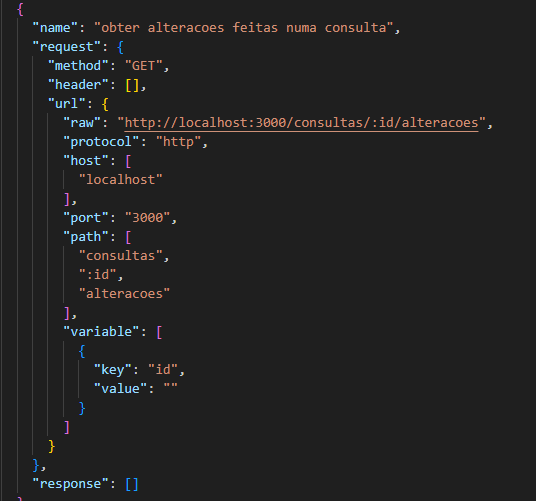 {
"name": "obter alteracoes feitas numa consulta",
"request": {
"method": "GET",
"header": [],
"url": {
"raw": "http://localhost:3000/consultas/:id/alteracoes",
"protocol": "http",
"host": [
"localhost"
],
"port": "3000",
"path": [
"consultas",
":id",
"alteracoes"
],
"variable": [
{
"key": "id",
"value": ""
}
]
}
},
"response": []